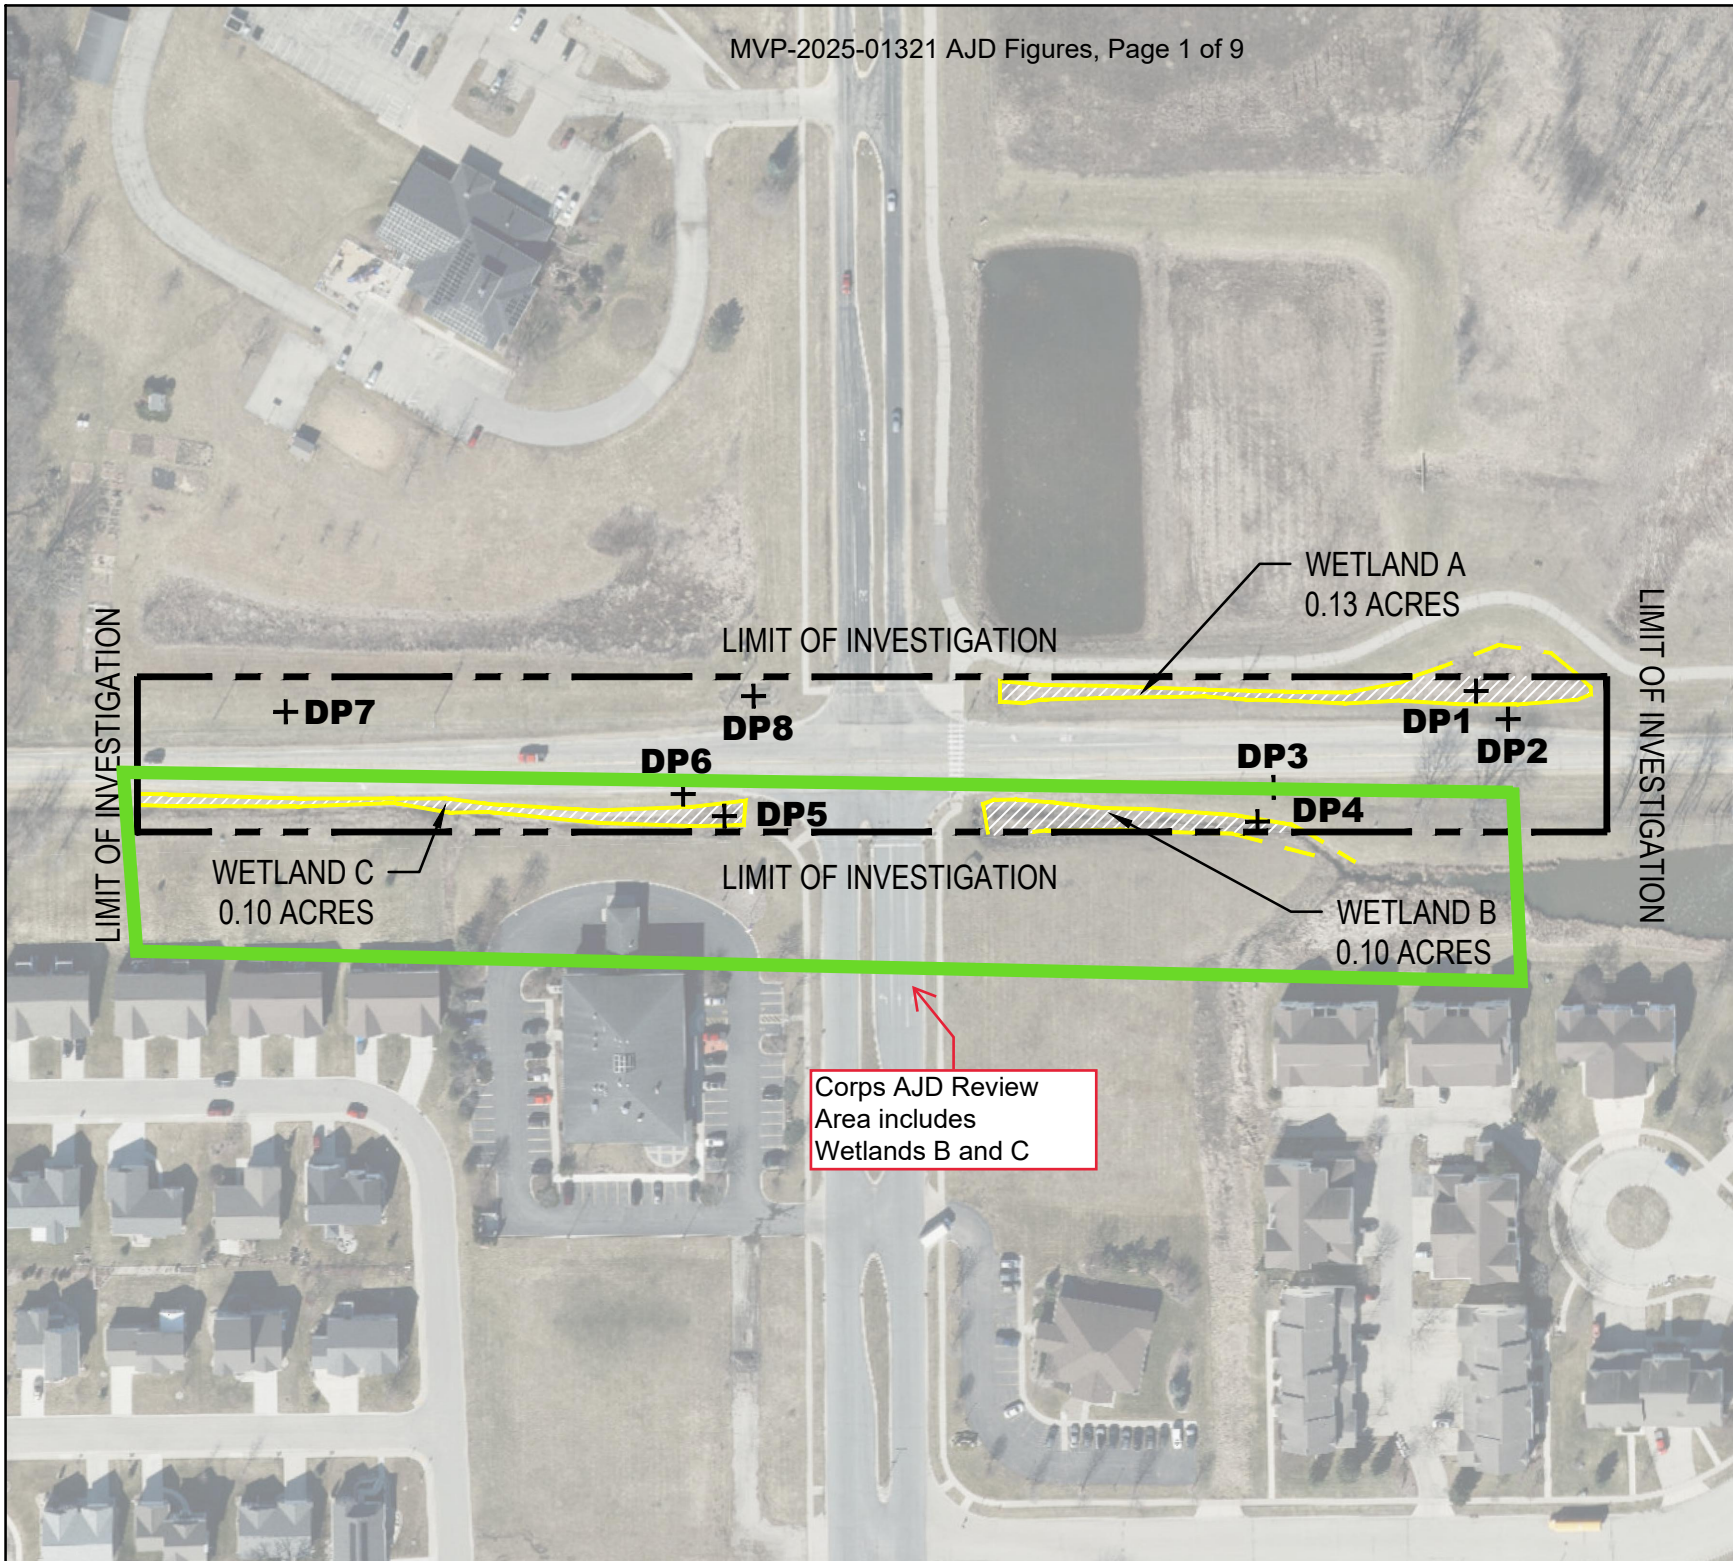 MVP-2025-01321 AJD Figures, Page 1 of 9
WETLAND A
0.13 ACRES
LIMIT OF INVESTIGATION
LIMIT OF INVESTIGATION
LIMIT OF INVESTIGATION
DP7
DP8
DP1
DP2
DP6
DP3
DP5
DP4
WETLAND C
0.10 ACRES
LIMIT OF INVESTIGATION
WETLAND B
0.10 ACRES
Corps AJD Review
Area includes
Wetlands B and C